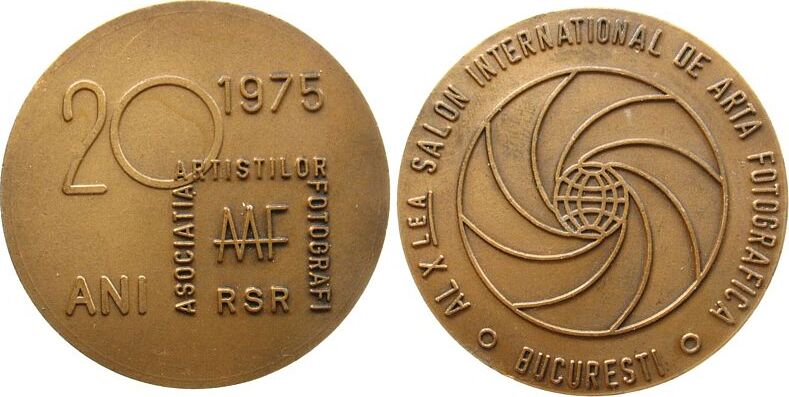 20 1975
ASOCIATIA
ARTISTILOR
FOTOGRAFI
AAF
RSR
ANI
AL X LEA SALON INTERNATIONAL DE ARTA FOTOGRAFICA
BUCURESTI